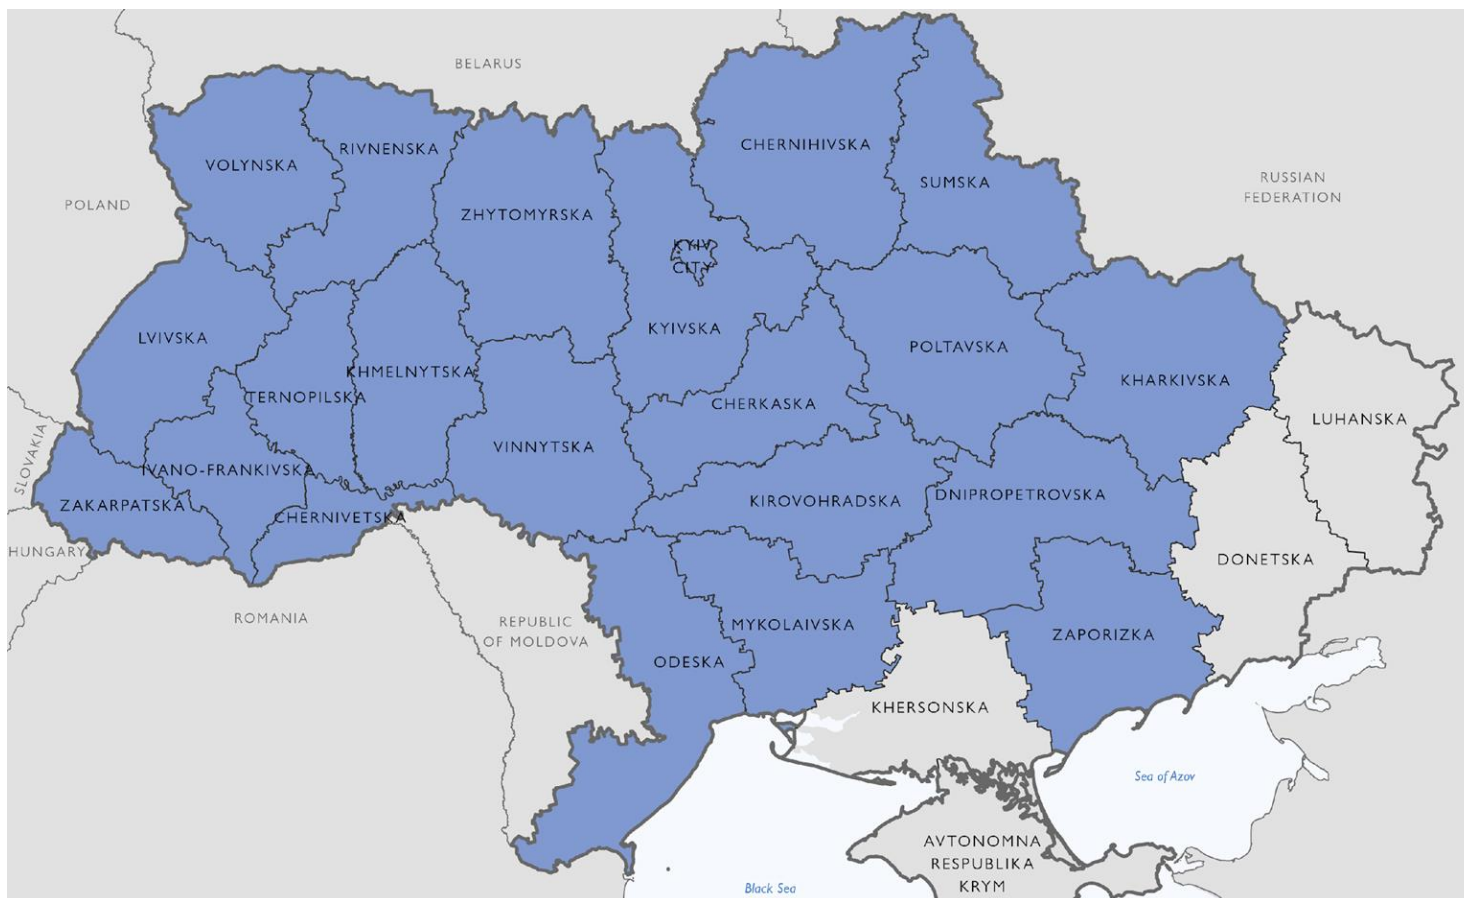 BELARUS
CHERNIHIVSKA
RIVNENSKA
VOLYNSKA
SUMSKA
RUSSIAN
FEDERATION
POLAND
ZHYTOMYRSKA
KYIV
CITY
LVIVSKA
KYIVSKA
POLTAVSKA
KHMELNYTSKA
KHARKIVSKA
TERNOPILSKA
CHERKASKA
LUHANSKA
VINNYTSKA
SLOVAKIA
IVANO-FRANKIVSKA
DNIPROPETROVSKA
KIROVOHRADSKA
ZAKARPATSKA
CHERNIVETSKA
HUNGARY
DONETSKA
ROMANIA
REPUBLIC
OF MOLDOVA
MYKOLAIVSKA
ZAPORIZKA
ODESKA
KHERSONSKA
Sea of Azov
AVTONOMNA
RESPUBLIKA
KRYM
Black Sea